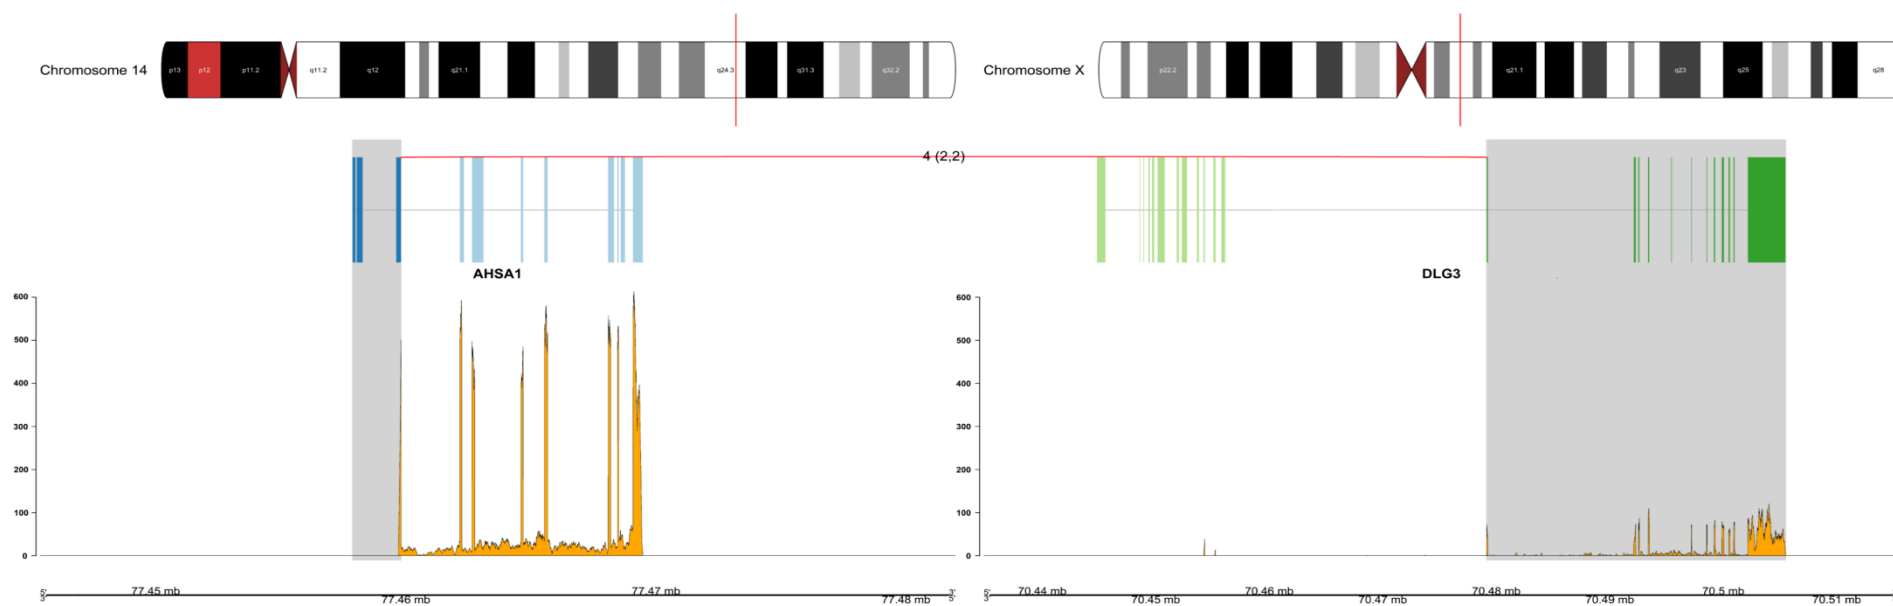 Chromosome 14
p13
p12
p11.2
q11.2
q12
q21.1
q24.3
q31.3
q32.2
Chromosome X
p22.2
q21.1
q23
q25
q28
4 (2,2)
AHSA1
DLG3
600
500
400
300
200
100
0
600
500
400
300
200
100
0
77.45 mb
77.46 mb
77.47 mb
77.48 mb
70.44 mb
70.45 mb
70.46 mb
70.47 mb
70.48 mb
70.49 mb
70.5 mb
70.51 mb